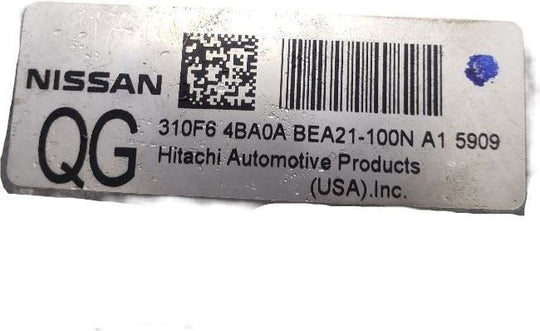 NISSAN
QG
310F6 4BA0A BEA21-100N A1 5909
Hitachi Automotive Products
(USA).Inc.